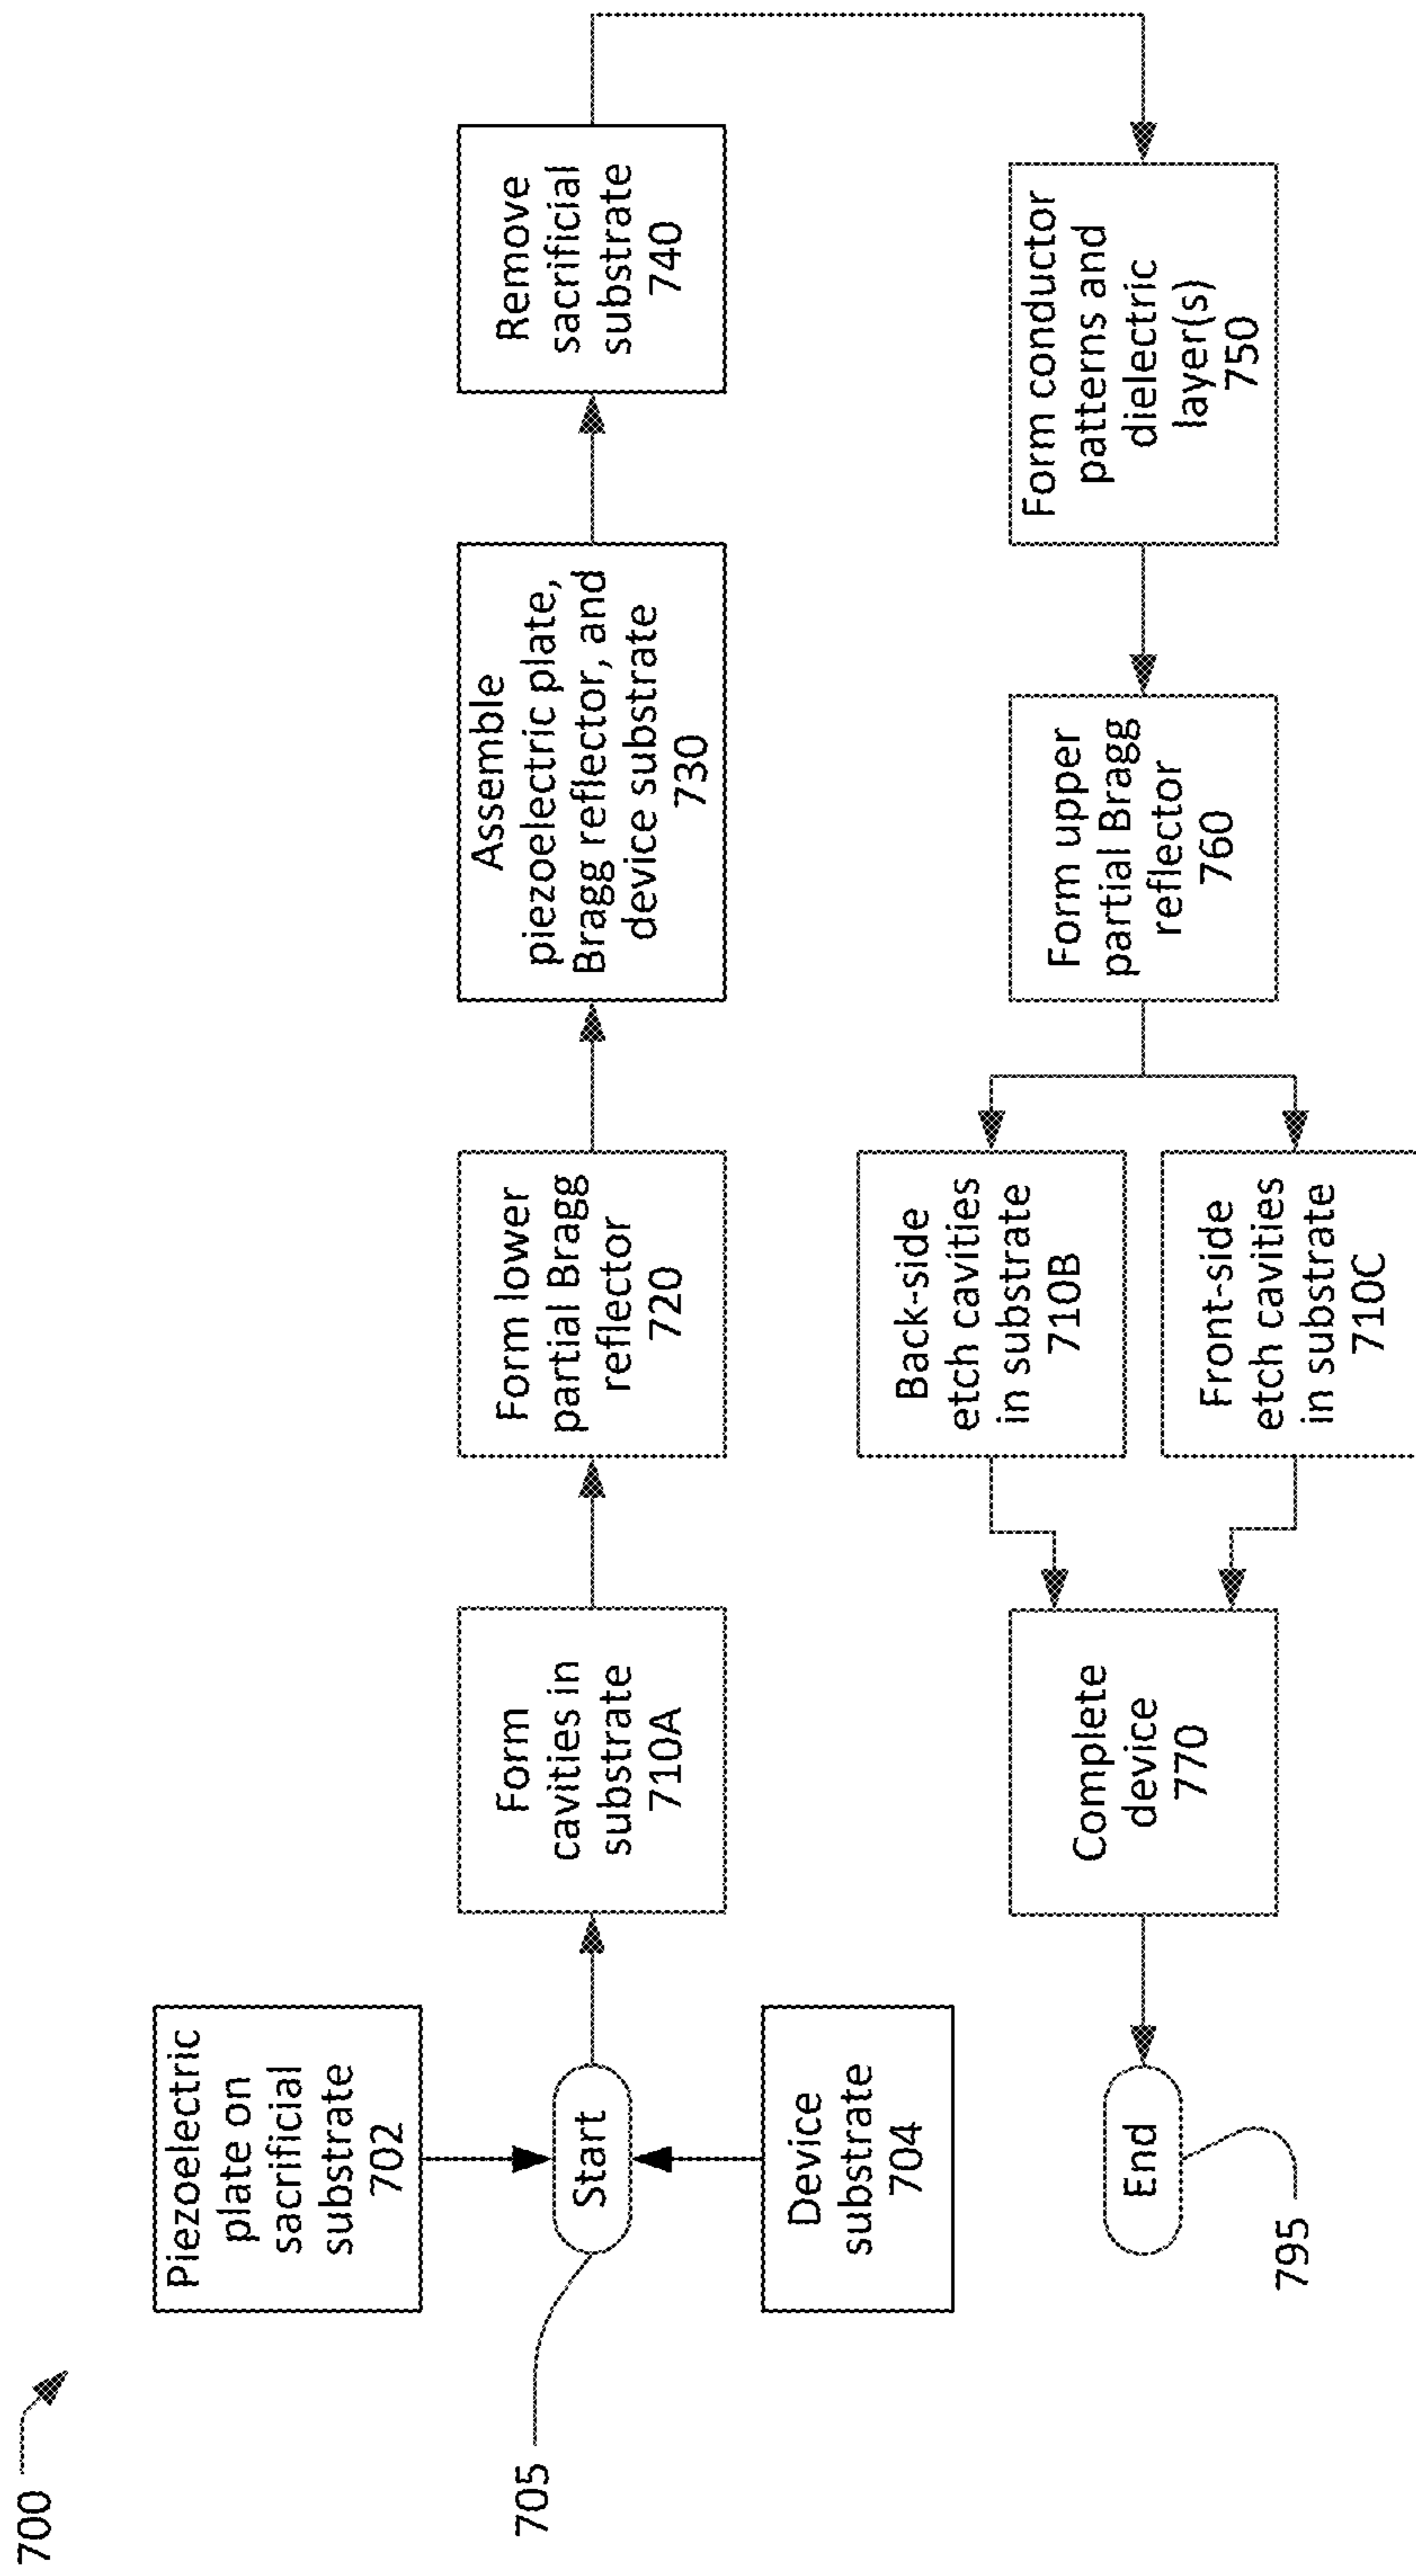 700
Piezoelectric
plate on
sacrificial
substrate
702
705
Start
Device
substrate
704
Form
cavities in
substrate
710A
Form lower
partial Bragg
reflector
720
Assemble
piezoelectric plate,
Bragg reflector, and
device substrate
730
Remove
sacrificial
substrate
740
Form conductor
patterns and
dielectric
layer(s)
750
Form upper
partial Bragg
reflector
760
Back-side
etch cavities
in substrate
710B
Front-side
etch cavities
in substrate
710C
Complete
device
770
End
795